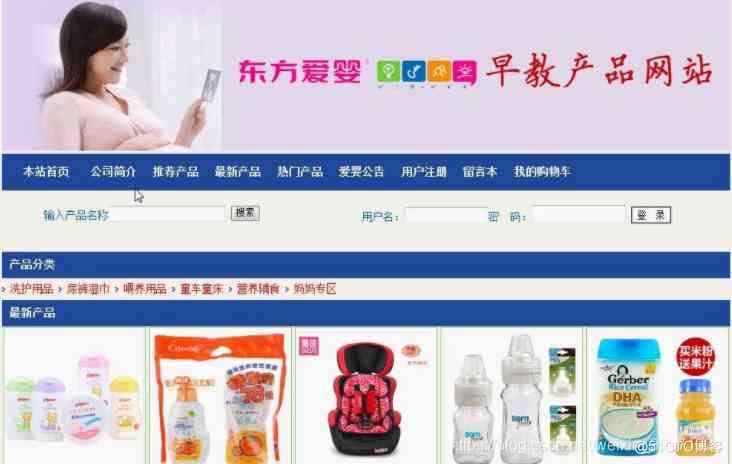 东方爱婴 早教产品网站
本站首页 公司简介 推荐产品 最新产品 热门产品 爱婴公告 用户注册 留言本 我的购物车
输入产品名称 搜索 用户名： 密 码： 登 录
产品分类
洗护用品 尿裤湿巾 喂养用品 童车童床 营养辅食 妈妈专区
最新产品
买米粉
送果汁
Gerber
Rice Cereal
DHA